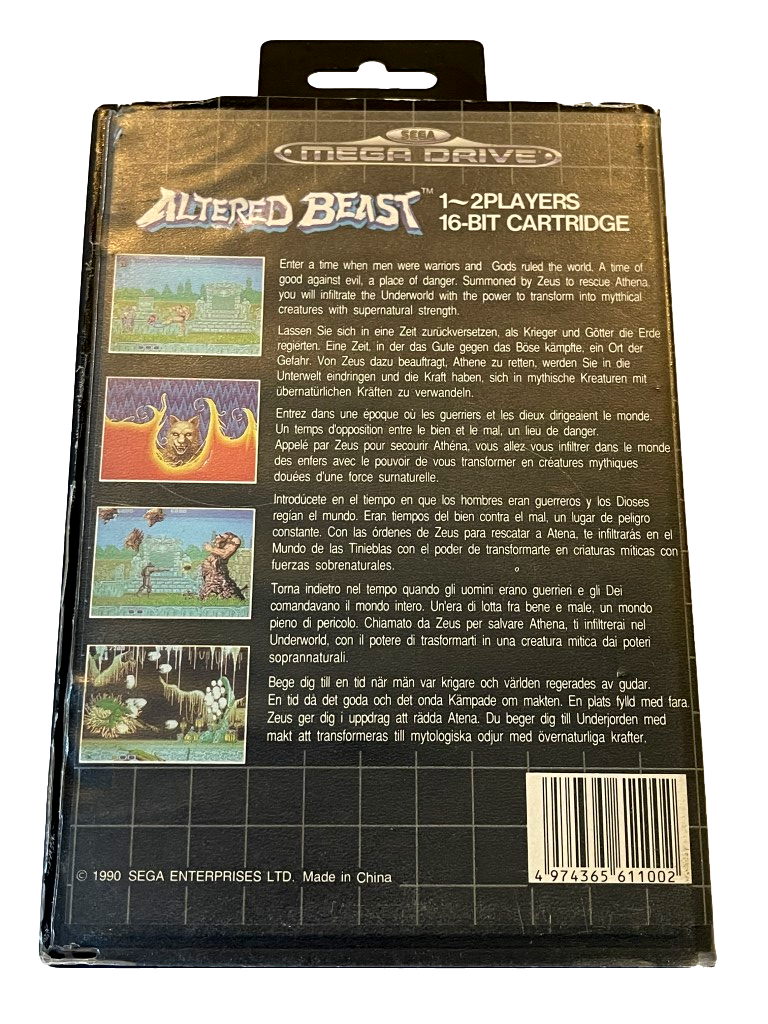 SEGA
MEGA DRIVE
ALTERED BEAST™
1~2PLAYERS
16-BIT CARTRIDGE
Enter a time when men were warriors and Gods ruled the world. A time of
good against evil, a place of danger. Summoned by Zeus to rescue Athena
you will infiltrate the Underworld with the power to transform into mytthical
creatures with supernatural strength.
Lassen Sie sich in eine Zeit zurückversetzen, als Krieger und Götter die Erde
regierten. Eine Zeit, in der das Gute gegen das Böse kämpfte, ein Ort der
Gefahr. Von Zeus dazu beauftragt, Athene zu retten, werden Sie in die
Unterwelt eindringen und die Kraft haben, sich in mythische Kreaturen mit
übernatürlichen Kräften zu verwandeln.
Entrez dans une époque oú les guerriers et les dieux dirigeaient le monde.
Un temps d'opposition entre le bien et le mal, un lieu de danger.
Appelé par Zeus pour secourir Athéna, vous allez vous infiltrer dans le monde
des enfers avec le pouvoir de vous transformer en créatures mythiques
douées d'une force surnaturelle.
Introdúcete en el tiempo en que los hombres eran guerreros y los Dioses
regían el mundo. Eran tiempos del bien contra el mal, un lugar de peligro
constante. Con las órdenes de Zeus para rescatar a Atena, te infiltrarás en el
Mundo de las Tinieblas con el poder de transformarte en criaturas míticas con
fuerzas sobrenaturales.
Torna indietro nel tempo quando gli uomini erano guerrieri e gli Dei
comandavano il mondo intero. Un'era di lotta fra bene e male, un mondo
pieno di pericolo. Chiamato da Zeus per salvare Athena, ti infiltrerai nel
Underworld, con il potere di trasformarti in una creatura mitica dai poteri
soprannaturali.
Bege dig till en tid när män var krigare och världen regerades av gudar.
En tid då det goda och det onda Kämpade om makten. En plats fylld med fara.
Zeus ger dig i uppdrag att rädda Atena. Du beger dig till Underjorden med
makt att transformeras till mytologiska odjur med övernaturliga krafter.
4 974365 611002
© 1990 SEGA ENTERPRISES LTD. Made in China